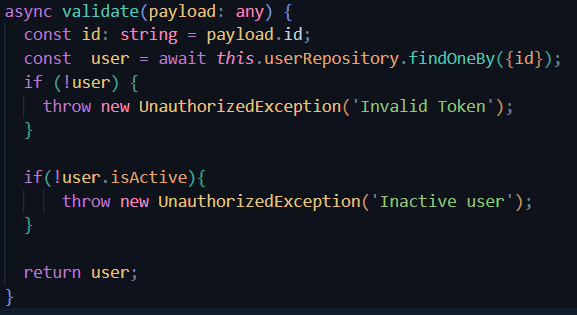 async validate(payload: any) {
  const id: string = payload.id;
  const  user = await this.userRepository.findOneBy({id});
  if (!user) {
    throw new UnauthorizedException('Invalid Token');
  }

  if(!user.isActive){
      throw new UnauthorizedException('Inactive user');
  }

  return user;
}